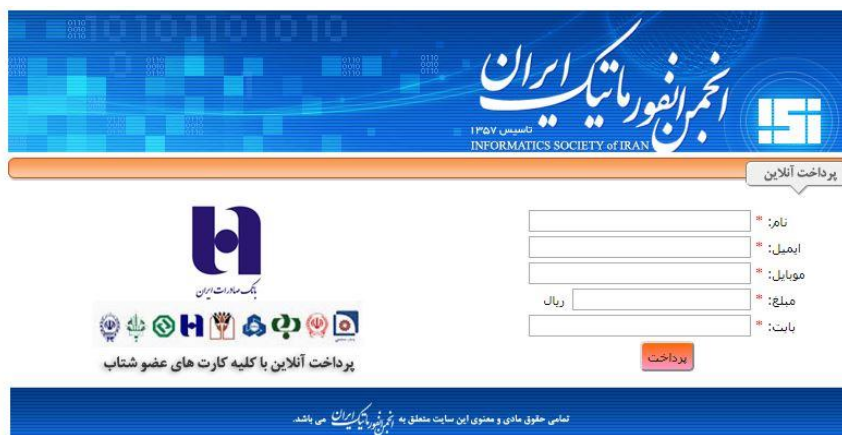 انجمن انفورماتیک ایران
تاسیس ۱۳۵۷
INFORMATICS SOCIETY of IRAN
پرداخت آنلاین
نام: *
ایمیل: *
موبایل: *
مبلغ: * ریال
بابت: *
پرداخت
بانک صادرات ایران
پرداخت آنلاین با کلیه کارت های عضو شتاب
تمامی حقوق مادی و معنوی این سایت متعلق به انجمن انفورماتیک ایران می باشد.